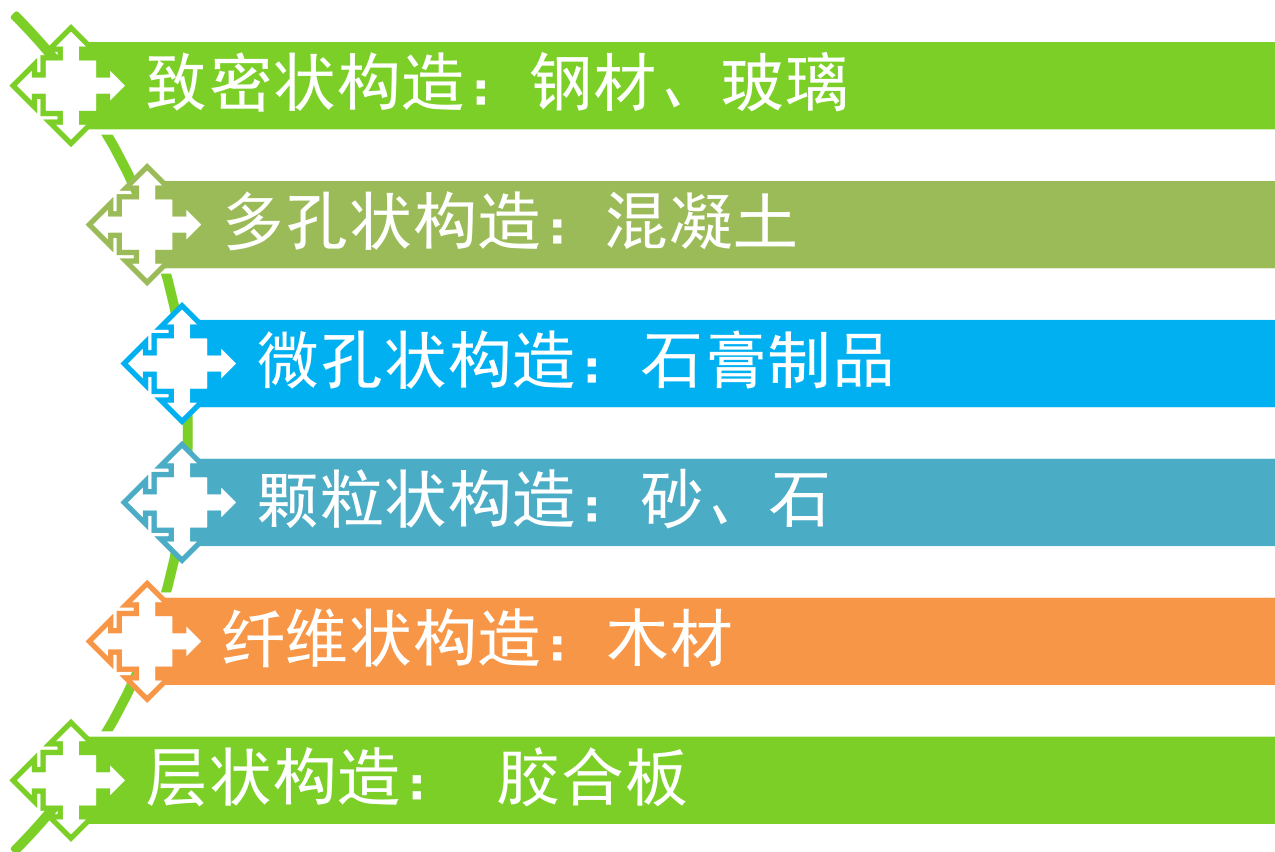 致密状构造：钢材、玻璃
多孔状构造：混凝土
微孔状构造：石膏制品
颗粒状构造：砂、石
纤维状构造：木材
层状构造： 胶合板